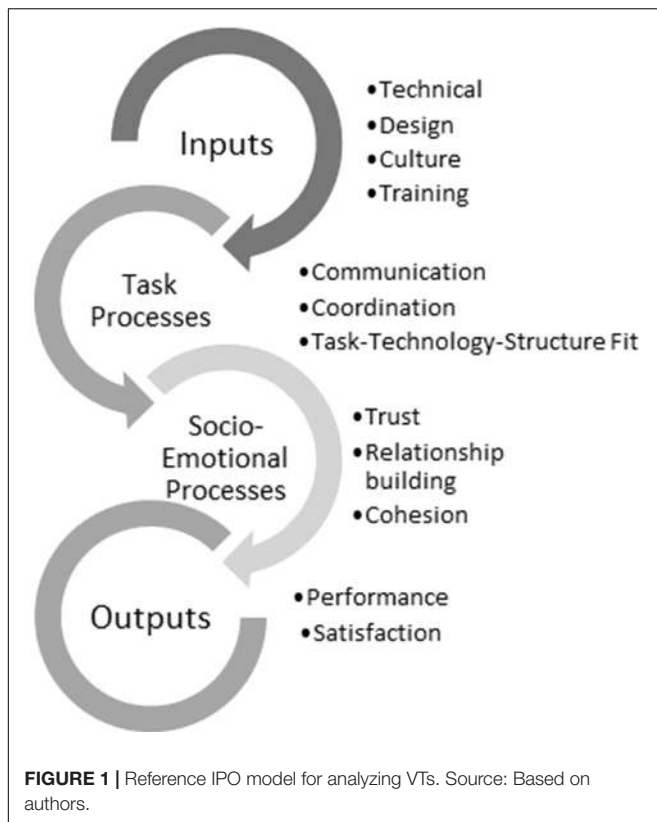 Inputs
•Technical
•Design
•Culture
•Training
Task
Processes
•Communication
•Coordination
•Task-Technology-Structure Fit
Socio-
Emotional
Processes
•Trust
•Relationship
building
•Cohesion
Outputs
•Performance
•Satisfaction
FIGURE 1 | Reference IPO model for analyzing VTs. Source: Based on
authors.